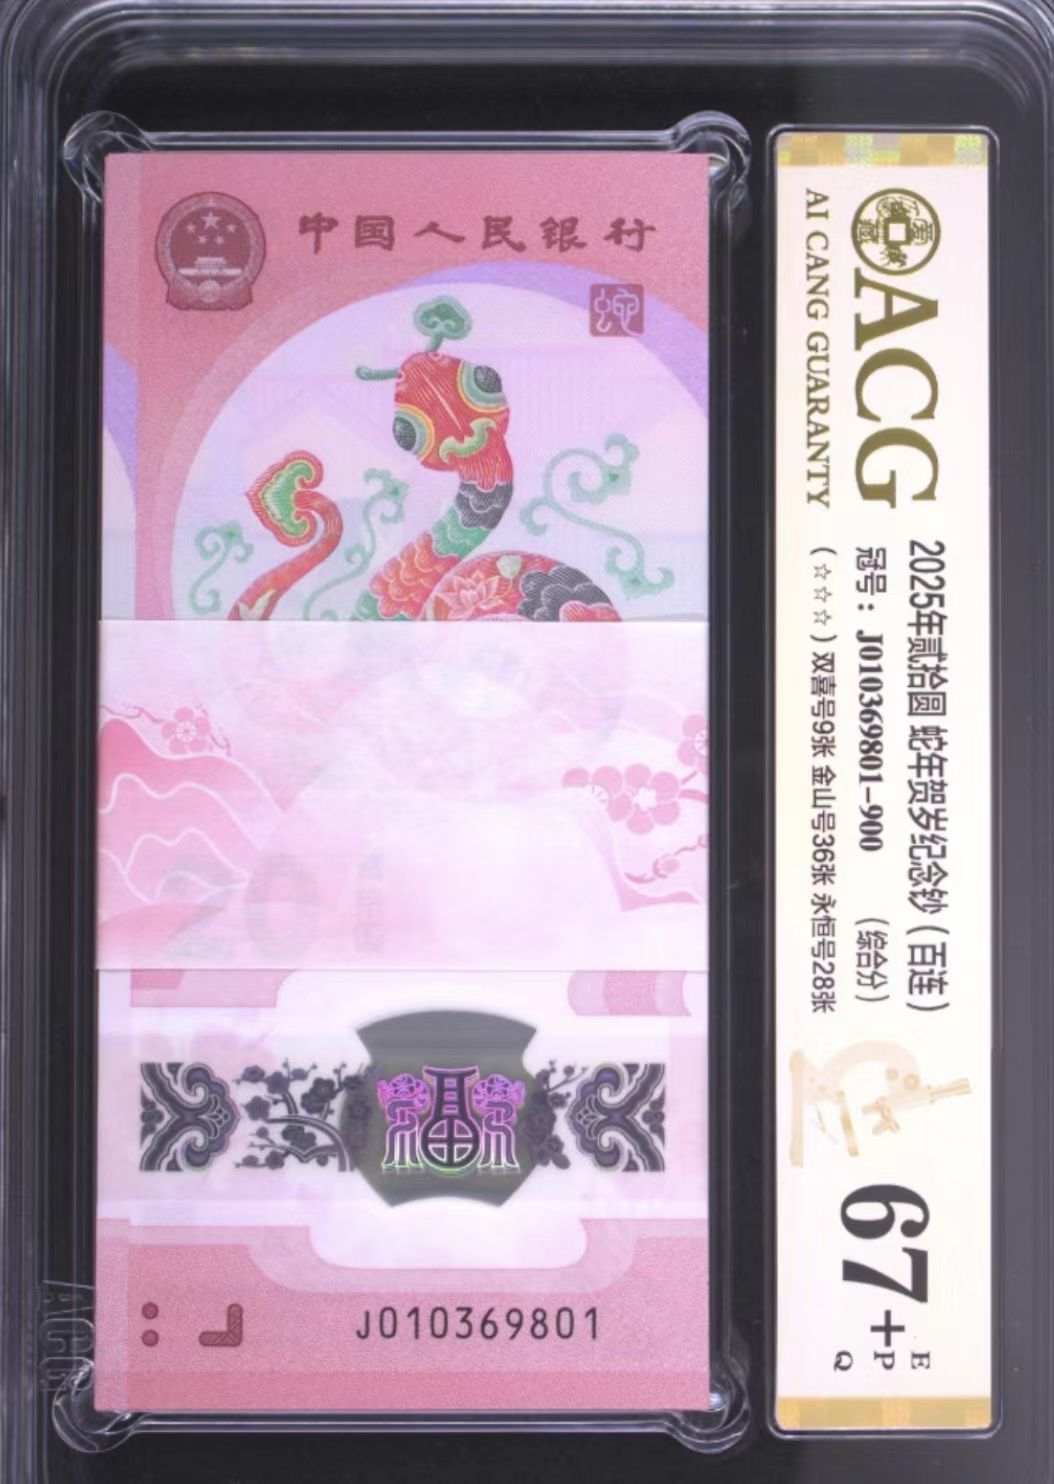 中国人民银行
蛇
J010369801
ACG
AI CANG GUARANTY
2025年贰拾圆 蛇年贺岁纪念钞（百连）
冠号：J010369801-900 （综合分）
（☆☆☆）双喜号9张 金山号36张 永恒号28张
67+
E
P
Q
ACG